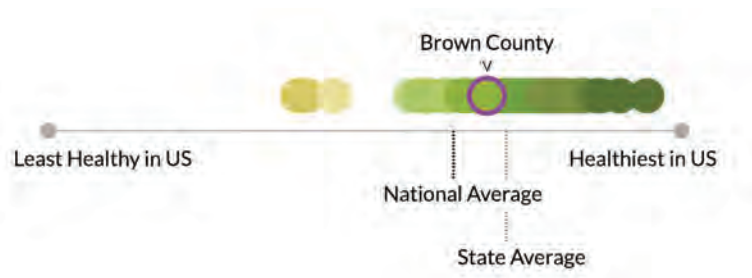 Brown County
Least Healthy in US
Healthiest in US
National Average
State Average